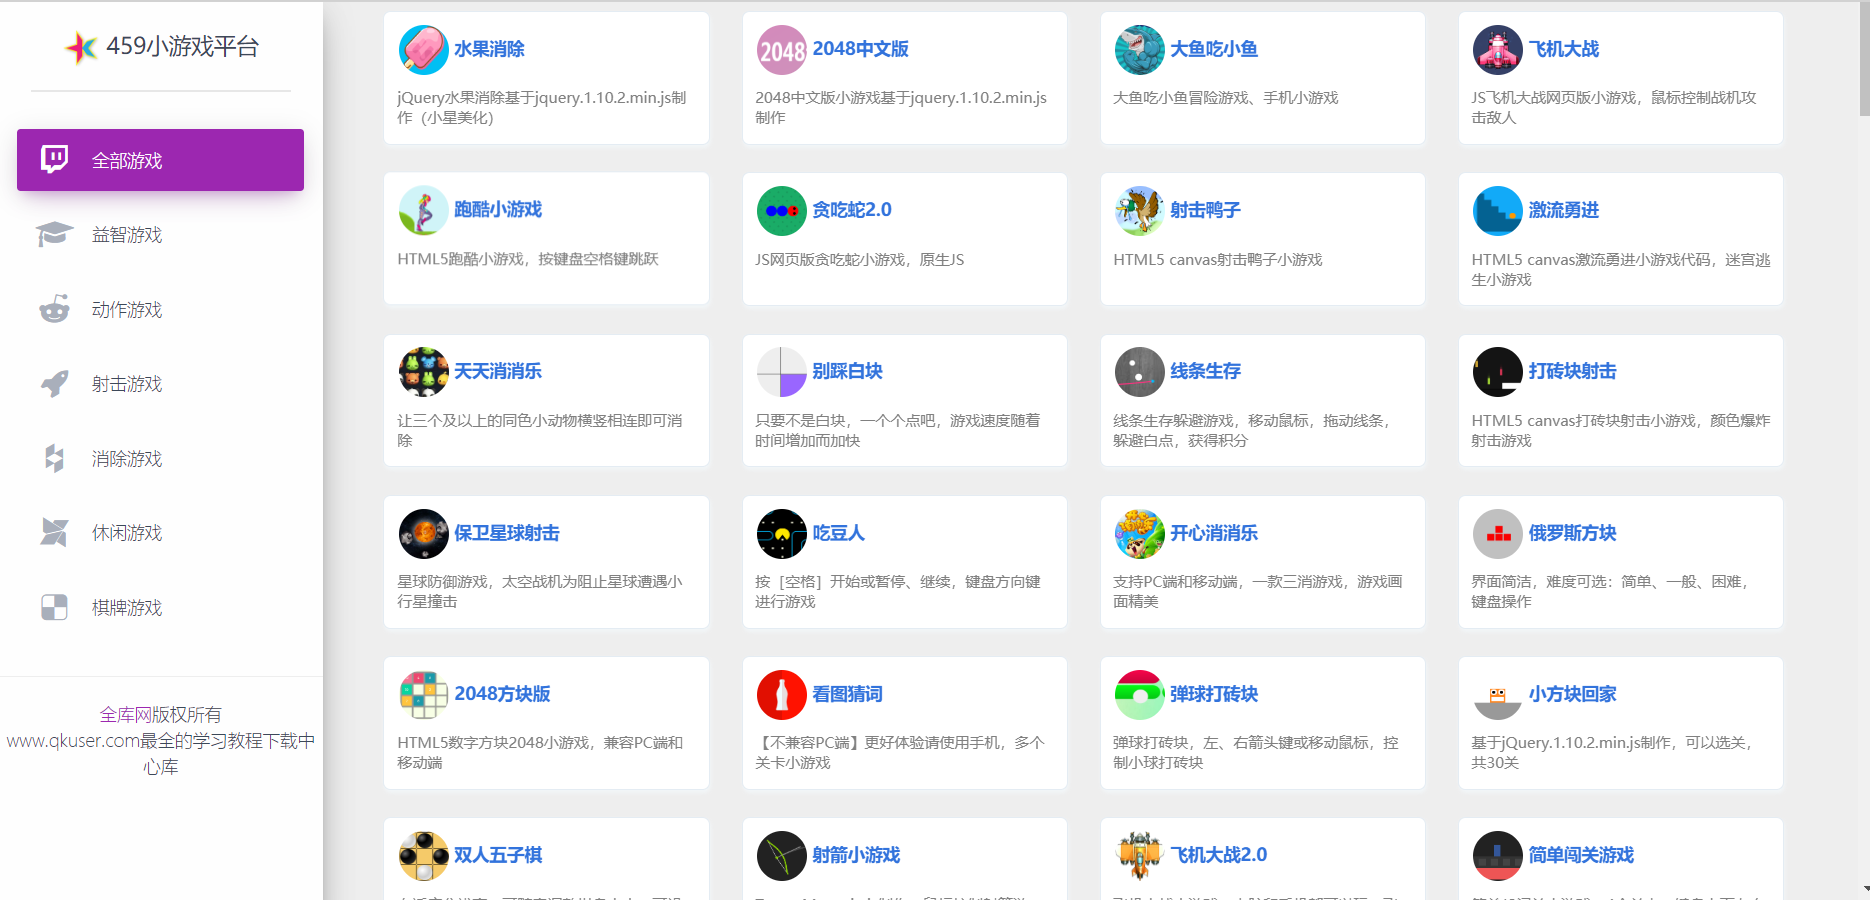 459小游戏平台
全部游戏
益智游戏
动作游戏
射击游戏
消除游戏
休闲游戏
棋牌游戏
全库网版权所有
www.qkuser.com最全的学习教程下载中
心库
水果消除
jQuery水果消除基于jquery.1.10.2.min.js制
作（小星美化）
2048
2048中文版
2048中文版小游戏基于jquery.1.10.2.min.js
制作
大鱼吃小鱼
大鱼吃小鱼冒险游戏、手机小游戏
飞机大战
JS飞机大战网页版小游戏，鼠标控制战机攻
击敌人
跑酷小游戏
HTML5跑酷小游戏，按键盘空格键跳跃
贪吃蛇2.0
JS网页版贪吃蛇小游戏，原生JS
射击鸭子
HTML5 canvas射击鸭子小游戏
激流勇进
HTML5 canvas激流勇进小游戏代码，迷宫逃
生小游戏
天天消消乐
让三个及以上的同色小动物横竖相连即可消
除
别踩白块
只要不是白块，一个个点吧，游戏速度随着
时间增加而加快
线条生存
线条生存躲避游戏，移动鼠标，拖动线条，
躲避白点，获得积分
打砖块射击
HTML5 canvas打砖块射击小游戏，颜色爆炸
射击游戏
保卫星球射击
星球防御游戏，太空战机为阻止星球遭遇小
行星撞击
吃豆人
按［空格］开始或暂停、继续，键盘方向键
进行游戏
开心消消乐
支持PC端和移动端，一款三消游戏，游戏画
面精美
俄罗斯方块
界面简洁，难度可选：简单、一般、困难，
键盘操作
2048方块版
HTML5数字方块2048小游戏，兼容PC端和
移动端
看图猜词
【不兼容PC端】更好体验请使用手机，多个
关卡小游戏
弹球打砖块
弹球打砖块，左、右箭头键或移动鼠标，控
制小球打砖块
小方块回家
基于jQuery.1.10.2.min.js制作，可以选关，
共30关
双人五子棋
射箭小游戏
飞机大战2.0
简单闯关游戏